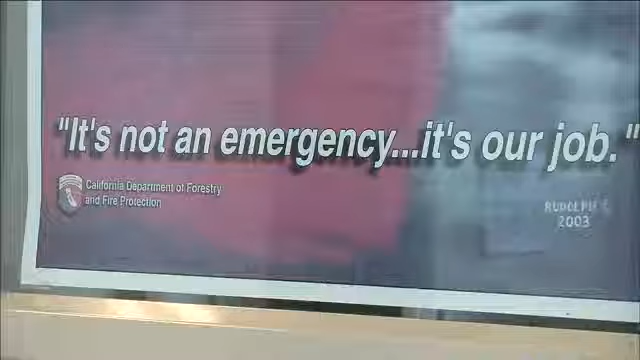 "It's not an emergency...it's our job."
California Department of Forestry
and Fire Protection
2003